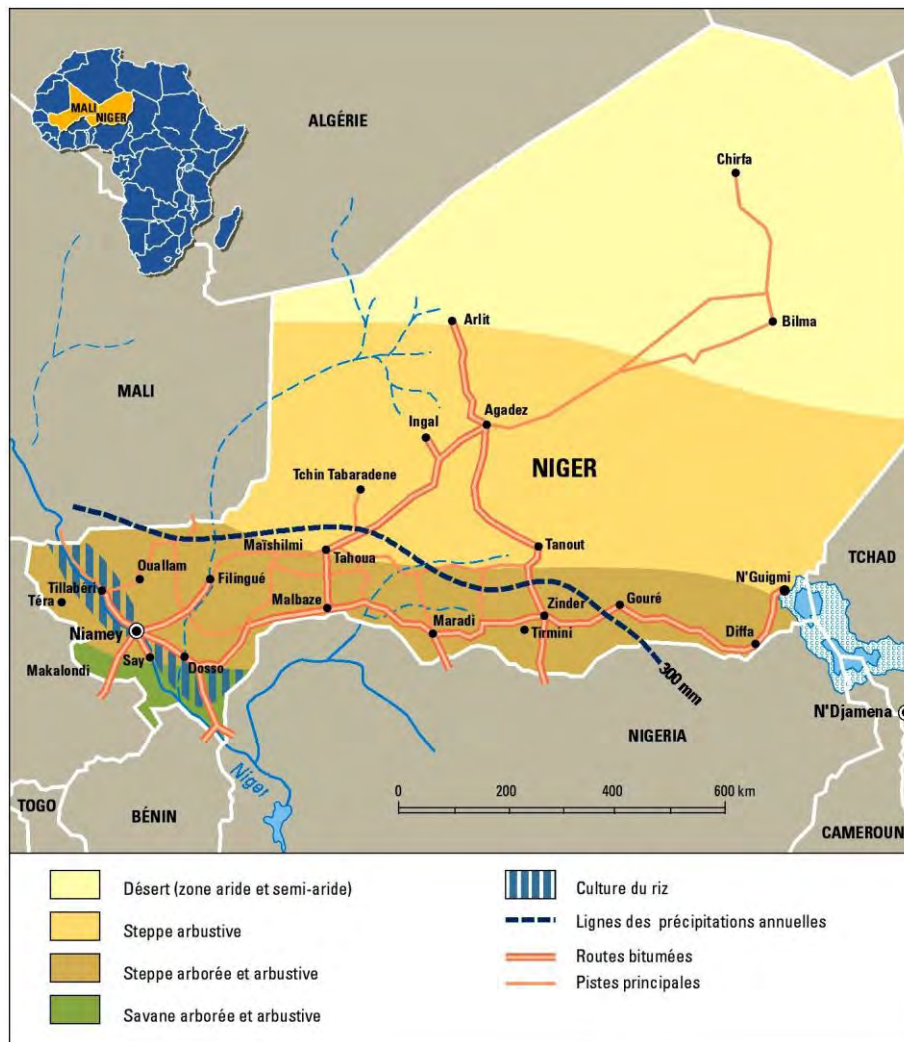 MALI
NIGER
ALGÉRIE
Chirfa
Arlit
Bilma
MALI
Agadez
Ingal
NIGER
Tchin Tabaradene
TCHAD
Maïshilmi
Tahoua
Tanout
Ouallam
Filingué
N'Guigmi
Tillabéri
Téra
Malbaze
Zinder
Gouré
Niamey
Maradi
Tirmini
Diffa
Makalondi
Say
Dosso
300 mm
N'Djamena
NIGERIA
Niger
TOGO
BÉNIN
0 200 400 600 km
CAMEROUN
Désert (zone aride et semi-aride)
Steppe arbustive
Steppe arborée et arbustive
Savane arborée et arbustive
Culture du riz
Lignes des précipitations annuelles
Routes bitumées
Pistes principales